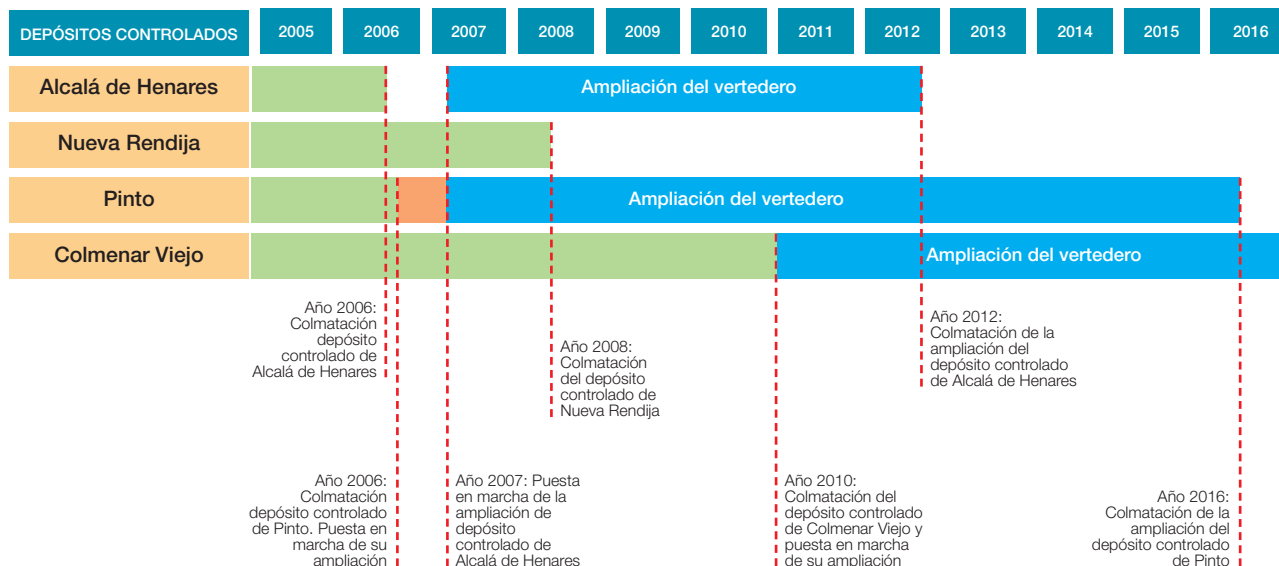 DEPÓSITOS CONTROLADOS 2005 2006 2007 2008 2009 2010 2011 2012 2013 2014 2015 2016
Alcalá de Henares
Ampliación del vertedero
Nueva Rendija
Pinto
Ampliación del vertedero
Colmenar Viejo
Ampliación del vertedero
Año 2006:
Colmatación
depósito
controlado de
Alcalá de Henares
Año 2008:
Colmatación
del depósito
controlado de
Nueva Rendija
Año 2012:
Colmatación de la
ampliación del
depósito controlado
de Alcalá de Henares
Año 2006:
Colmatación
depósito controlado
de Pinto. Puesta en
marcha de su
ampliación
Año 2007: Puesta
en marcha de la
ampliación de
depósito
controlado de
Alcalá de Henares
Año 2010:
Colmatación del
depósito controlado
de Colmenar Viejo y
puesta en marcha
de su ampliación
Año 2016:
Colmatación de la
ampliación del
depósito controlado
de Pinto